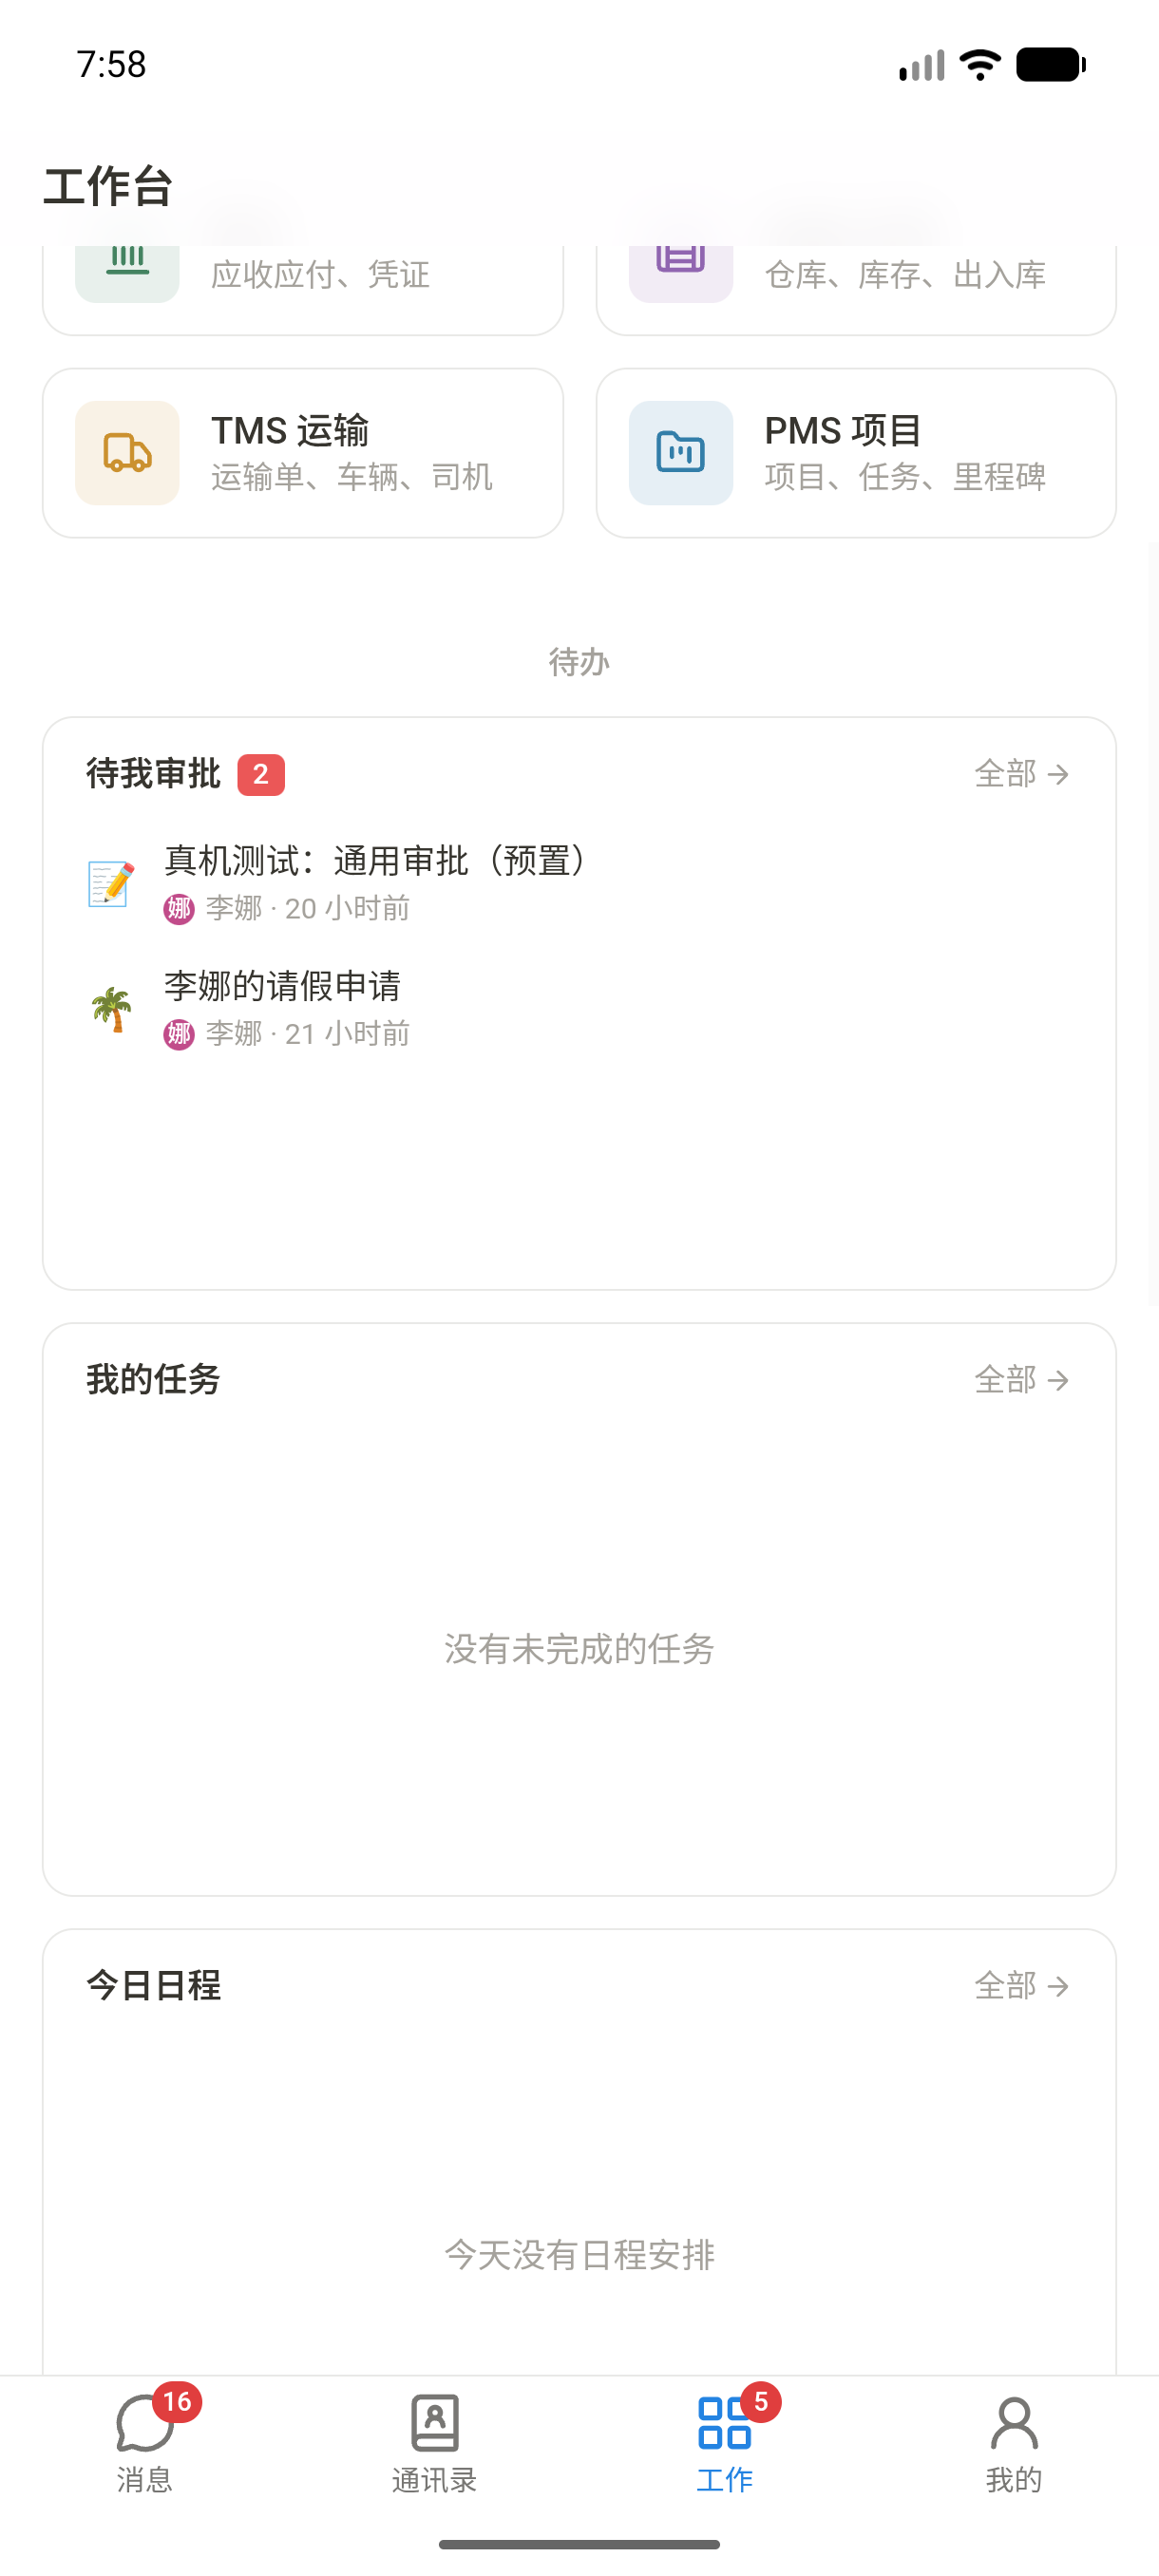 7:58
工作台
应收应付、凭证
仓库、库存、出入库
TMS 运输
运输单、车辆、司机
PMS 项目
项目、任务、里程碑
待办
待我审批 2
全部
真机测试：通用审批（预置）
娜 李娜 · 20 小时前
李娜的请假申请
娜 李娜 · 21 小时前
我的任务
全部
没有未完成的任务
今日日程
全部
今天没有日程安排
16
消息
通讯录
5
工作
我的